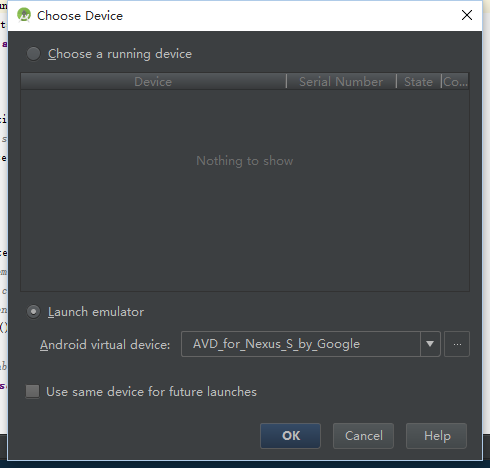 Choose Device
Choose a running device
Device Serial Number State Co...
Nothing to show
Launch emulator
Android virtual device: AVD_for_Nexus_S_by_Google ...
Use same device for future launches
OK Cancel Help